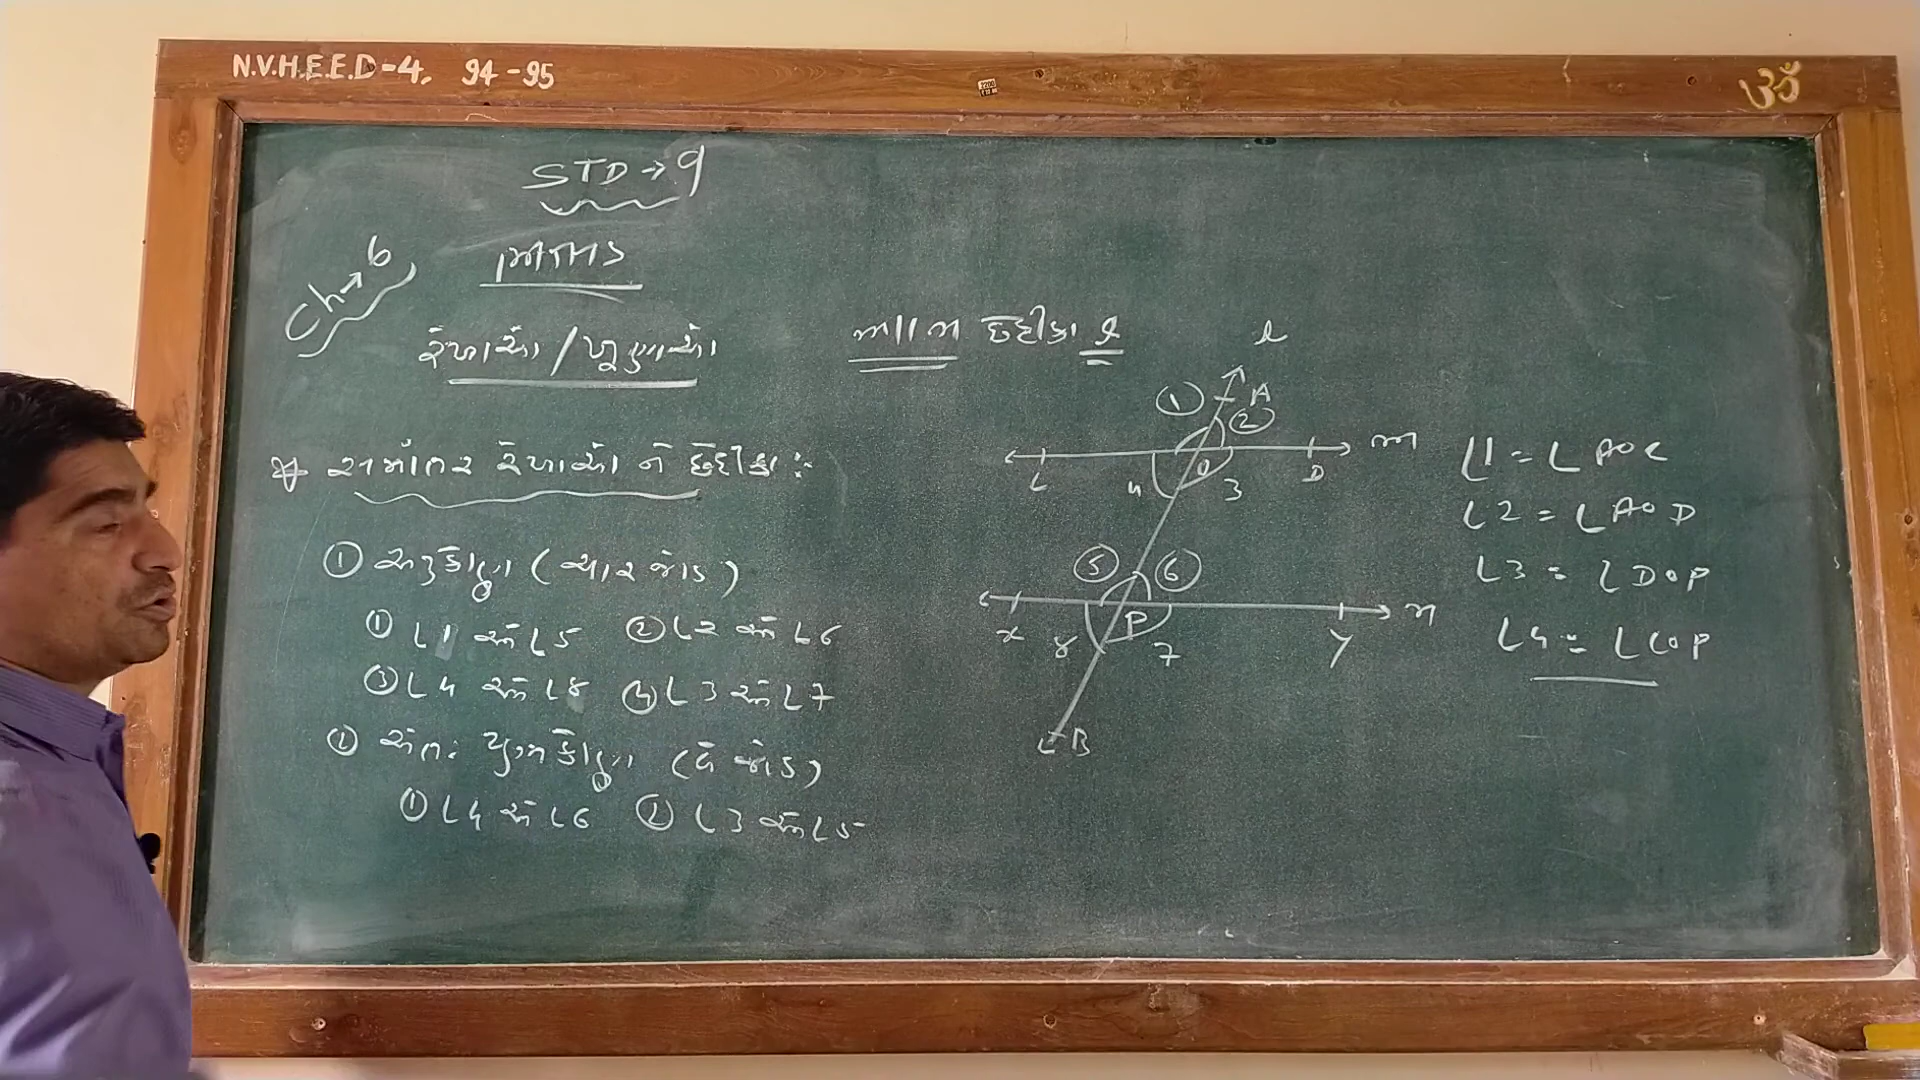 N.V.H.E.E.D-4, 94-95
ૐ
STD → 9
Ch → 6
MATHS
રેખાઓ / ખૂણાઓ
m || n છેદીકા l
* સમાંતર રેખાઓ ને છેદીકા :
① અનુકોણ (ચાર જોડ)
① ∠1 અને ∠5 ② ∠2 અને ∠6
③ ∠4 અને ∠8 ④ ∠3 અને ∠7
② અંતઃ યુગ્મકોણ (બે જોડ)
① ∠4 અને ∠6 ② ∠3 અને ∠5
l
① A
②
C D m
4 O 3
⑤ ⑥
X Y n
8 P 7
B
∠1 = ∠AOC
∠2 = ∠AOD
∠3 = ∠DOP
∠4 = ∠COP